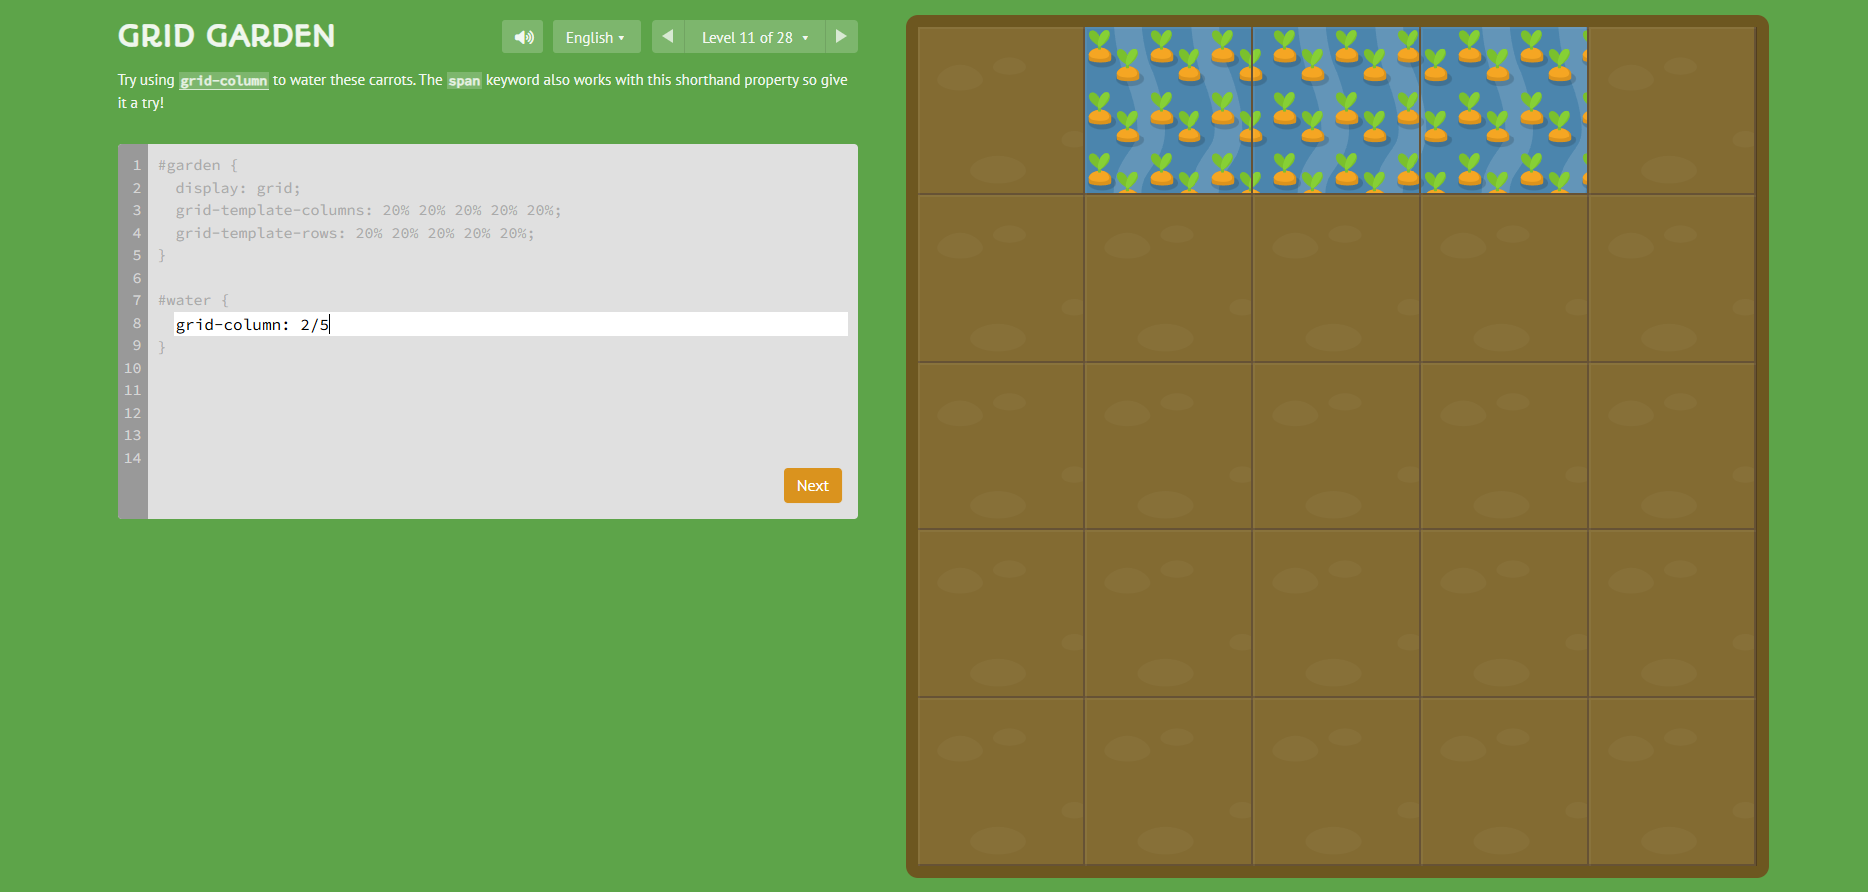 GRID GARDEN
English ▾
◀ Level 11 of 28 ▾ ▶
Try using grid-column to water these carrots. The span keyword also works with this shorthand property so give
it a try!
1 #garden {
2 display: grid;
3 grid-template-columns: 20% 20% 20% 20% 20%;
4 grid-template-rows: 20% 20% 20% 20% 20%;
5 }
6
7 #water {
8 grid-column: 2/5
9 }
10
11
12
13
14
Next